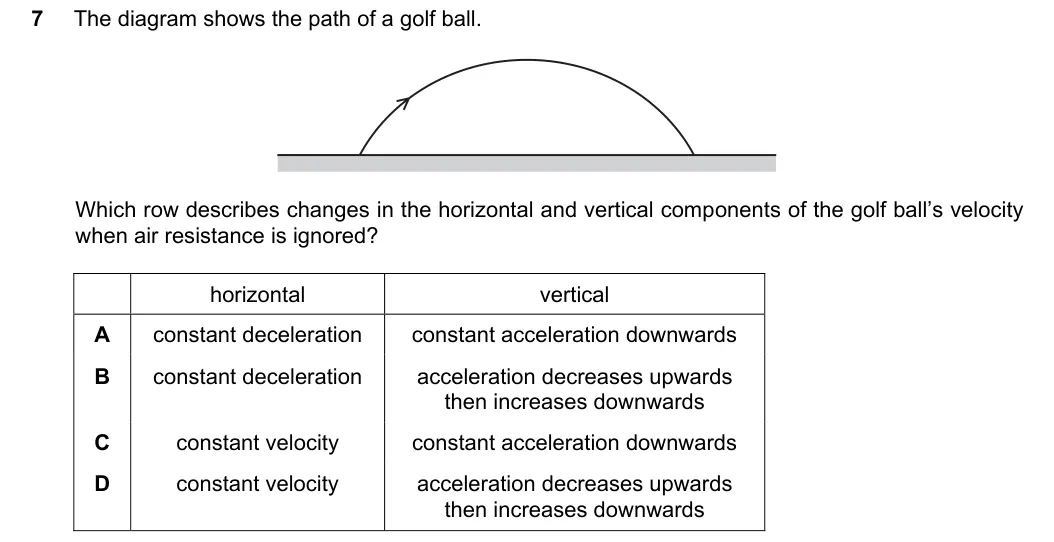 7 The diagram shows the path of a golf ball.
Which row describes changes in the horizontal and vertical components of the golf ball's velocity
when air resistance is ignored?
horizontal vertical
A constant deceleration constant acceleration downwards
B constant deceleration acceleration decreases upwards
then increases downwards
C constant velocity constant acceleration downwards
D constant velocity acceleration decreases upwards
then increases downwards